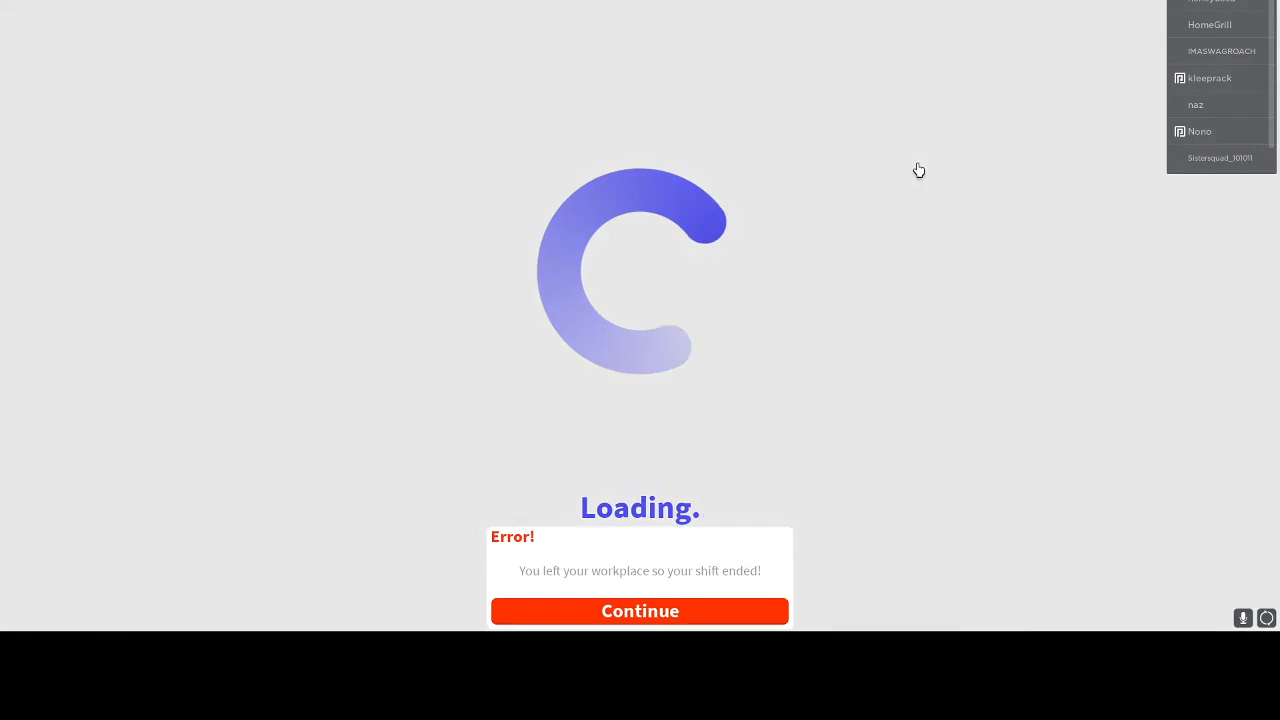 HomeGrill
IMASWAGROACH
kleeprack
naz
Nono
Sistersquad_101011
Loading.
Error!
You left your workplace so your shift ended!
Continue